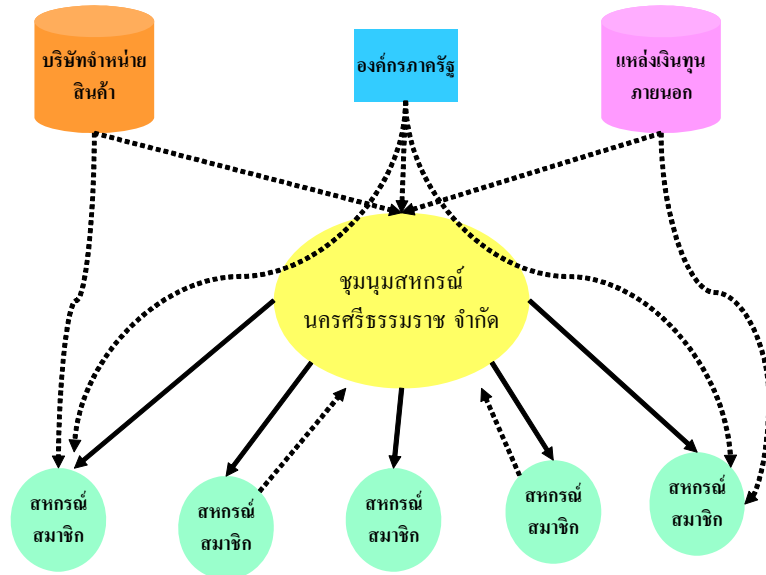 บริษัทจำหน่าย
สินค้า
องค์กรภาครัฐ
แหล่งเงินทุน
ภายนอก
ชุมนุมสหกรณ์
นครศรีธรรมราช จำกัด
สหกรณ์
สมาชิก
สหกรณ์
สมาชิก
สหกรณ์
สมาชิก
สหกรณ์
สมาชิก
สหกรณ์
สมาชิก